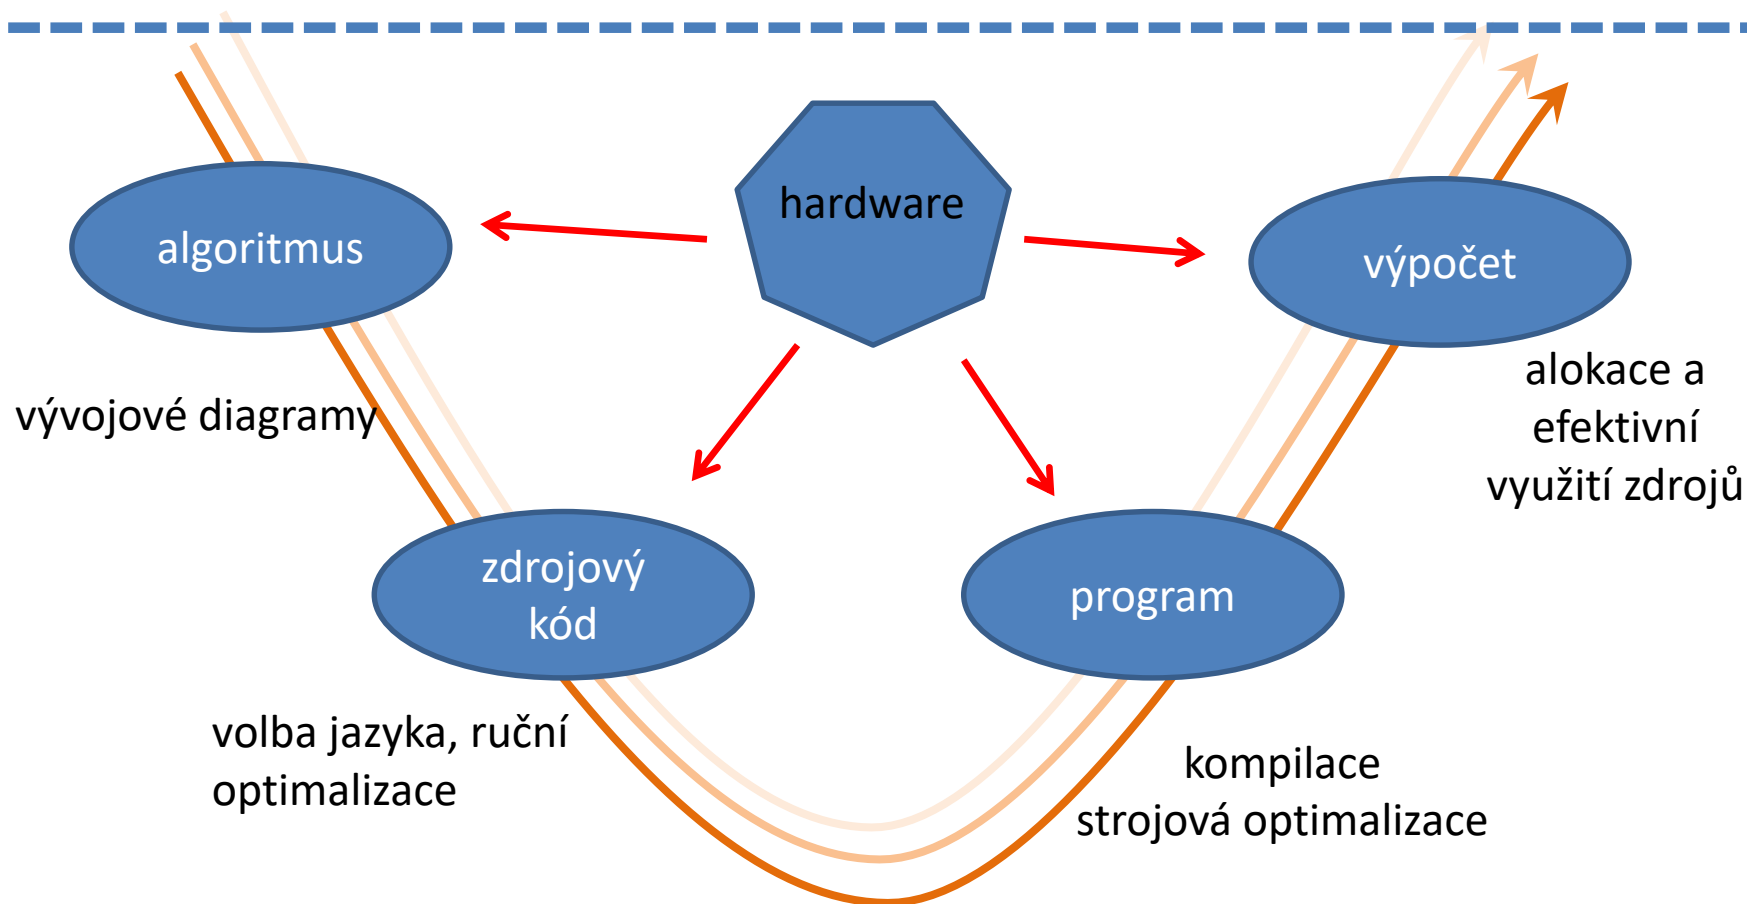 hardware
algoritmus
výpočet
vývojové diagramy
alokace a
efektivní
využití zdrojů
zdrojový
kód
program
volba jazyka, ruční
optimalizace
kompilace
strojová optimalizace